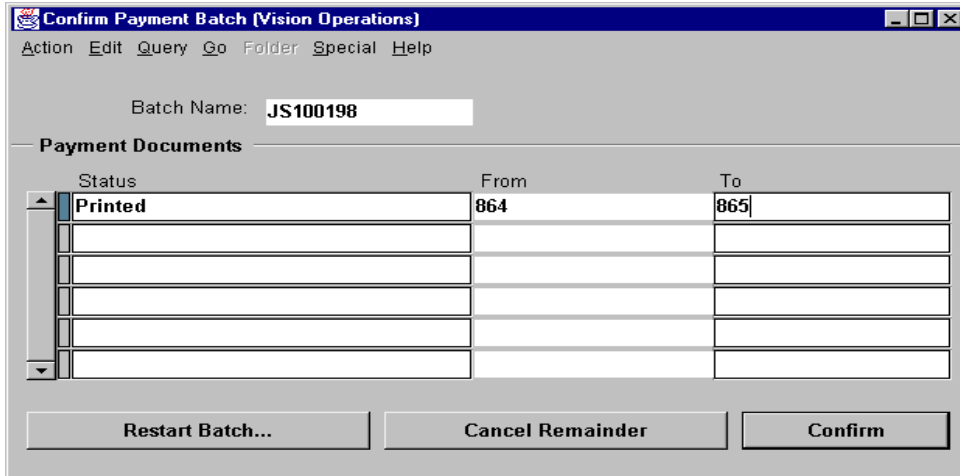 Confirm Payment Batch (Vision Operations)
Action Edit Query Go Folder Special Help
Batch Name: JS100198
Payment Documents
Status From To
Printed 864 865
Restart Batch... Cancel Remainder Confirm